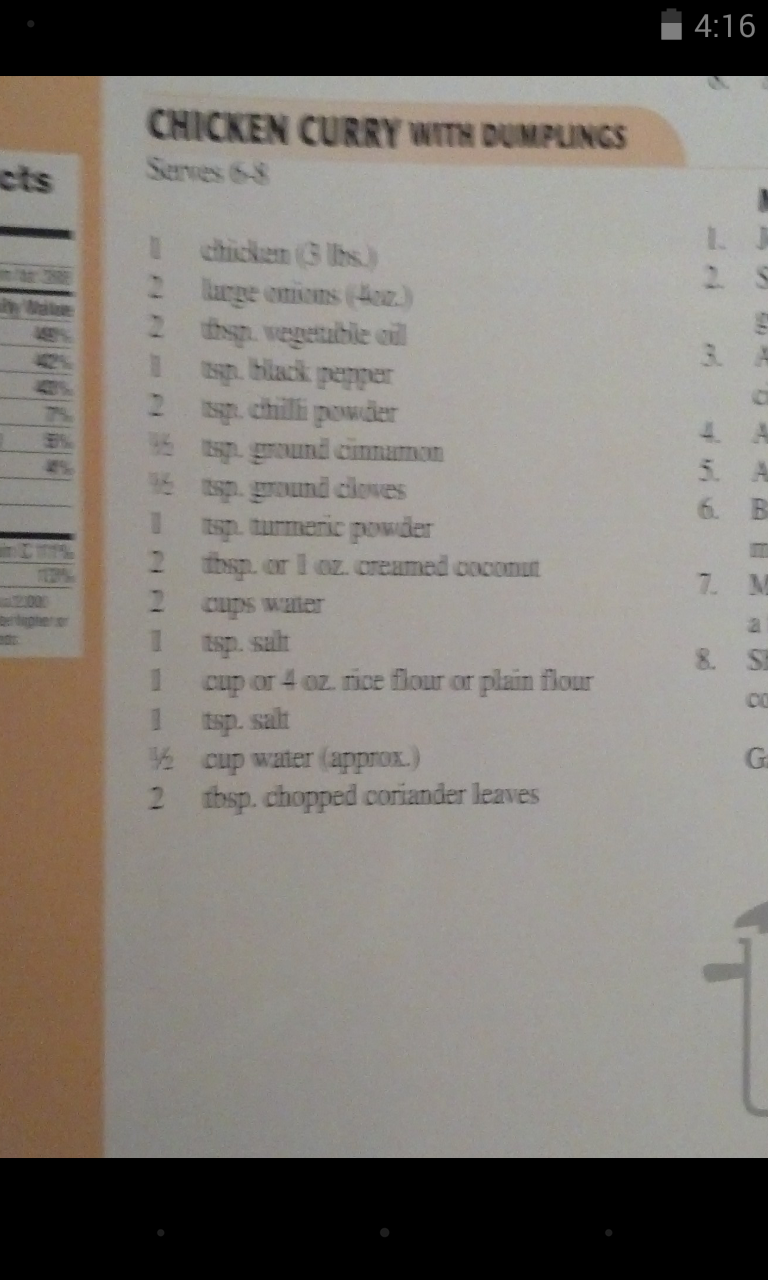 4:16
CHICKEN CURRY WITH DUMPLINGS
Serves 6-8
1 chicken (3 lbs.)
2 large onions (4oz.)
2 tbsp. vegetable oil
1 tsp. black pepper
2 tsp. chilli powder
½ tsp. ground cinnamon
½ tsp. ground cloves
1 tsp. turmeric powder
2 tbsp. or 1 oz. creamed coconut
2 cups water
1 tsp. salt
1 cup or 4 oz. rice flour or plain flour
1 tsp. salt
½ cup water (approx.)
2 tbsp. chopped coriander leaves
cts
Value
7%
1.
2. S
g
3. A
4. A
5. A
6. B
m
7. M
a
8.
co